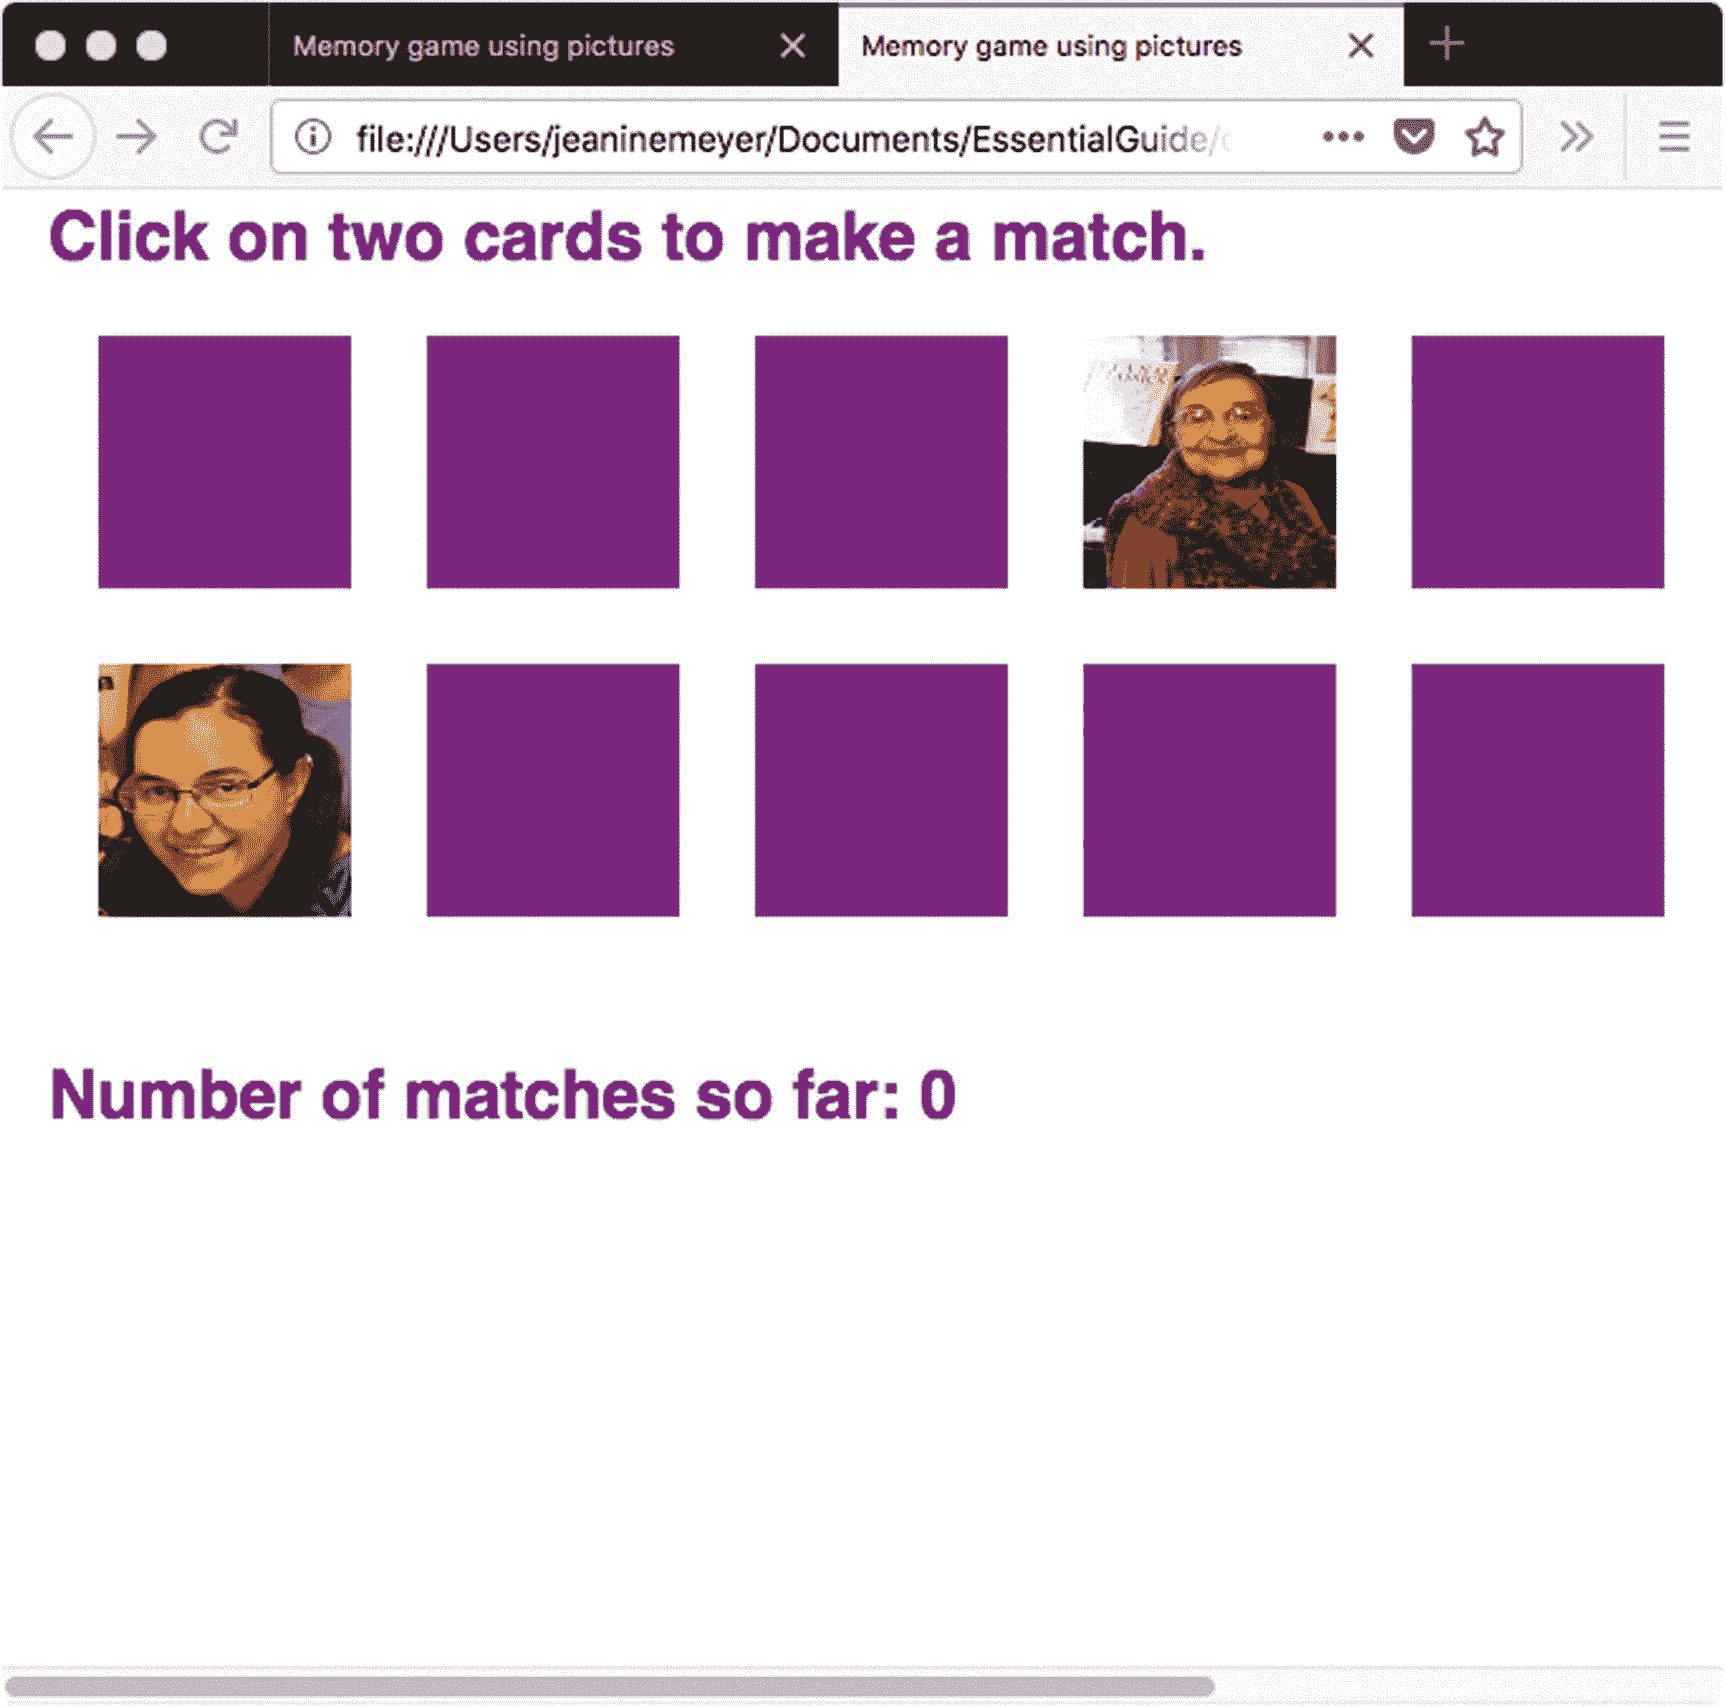 Memory game using pictures
Memory game using pictures
file:///Users/jeaninemeyer/Documents/EssentialGuide/
Click on two cards to make a match.
Number of matches so far: 0